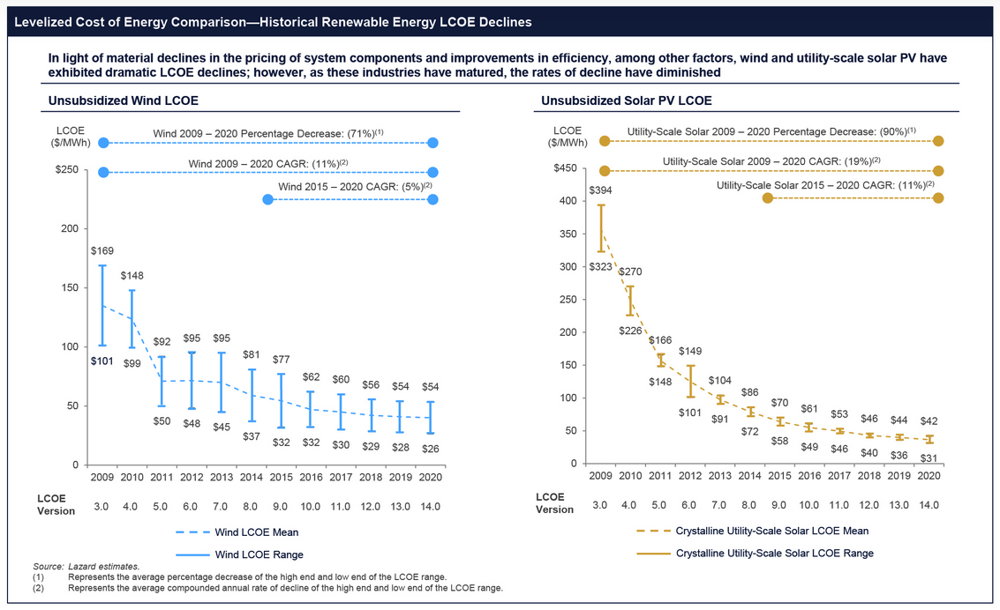 Levelized Cost of Energy Comparison—Historical Renewable Energy LCOE Declines
In light of material declines in the pricing of system components and improvements in efficiency, among other factors, wind and utility-scale solar PV have
exhibited dramatic LCOE declines; however, as these industries have matured, the rates of decline have diminished
Unsubsidized Wind LCOE
LCOE
($/MWh)
Wind 2009 – 2020 Percentage Decrease: (71%)(1)
Wind 2009 – 2020 CAGR: (11%)(2)
Wind 2015 – 2020 CAGR: (5%)(2)
$250
200
150
100
50
0
$169
$148
$92
$95
$95
$81
$77
$62
$60
$56
$54
$54
$101
$99
$50
$48
$45
$37
$32
$32
$30
$29
$28
$26
2009 2010 2011 2012 2013 2014 2015 2016 2017 2018 2019 2020
LCOE
Version
3.0 4.0 5.0 6.0 7.0 8.0 9.0 10.0 11.0 12.0 13.0 14.0
Wind LCOE Mean
Wind LCOE Range
Unsubsidized Solar PV LCOE
LCOE
($/MWh)
Utility-Scale Solar 2009 – 2020 Percentage Decrease: (90%)(1)
Utility-Scale Solar 2009 – 2020 CAGR: (19%)(2)
Utility-Scale Solar 2015 – 2020 CAGR: (11%)(2)
$450
400
350
300
250
200
150
100
50
0
$394
$323
$270
$226
$166
$148
$149
$101
$104
$91
$86
$72
$70
$58
$61
$49
$53
$46
$46
$40
$44
$36
$42
$31
2009 2010 2011 2012 2013 2014 2015 2016 2017 2018 2019 2020
LCOE
Version
3.0 4.0 5.0 6.0 7.0 8.0 9.0 10.0 11.0 12.0 13.0 14.0
Crystalline Utility-Scale Solar LCOE Mean
Crystalline Utility-Scale Solar LCOE Range
Source: Lazard estimates.
(1) Represents the average percentage decrease of the high end and low end of the LCOE range.
(2) Represents the average compounded annual rate of decline of the high end and low end of the LCOE range.